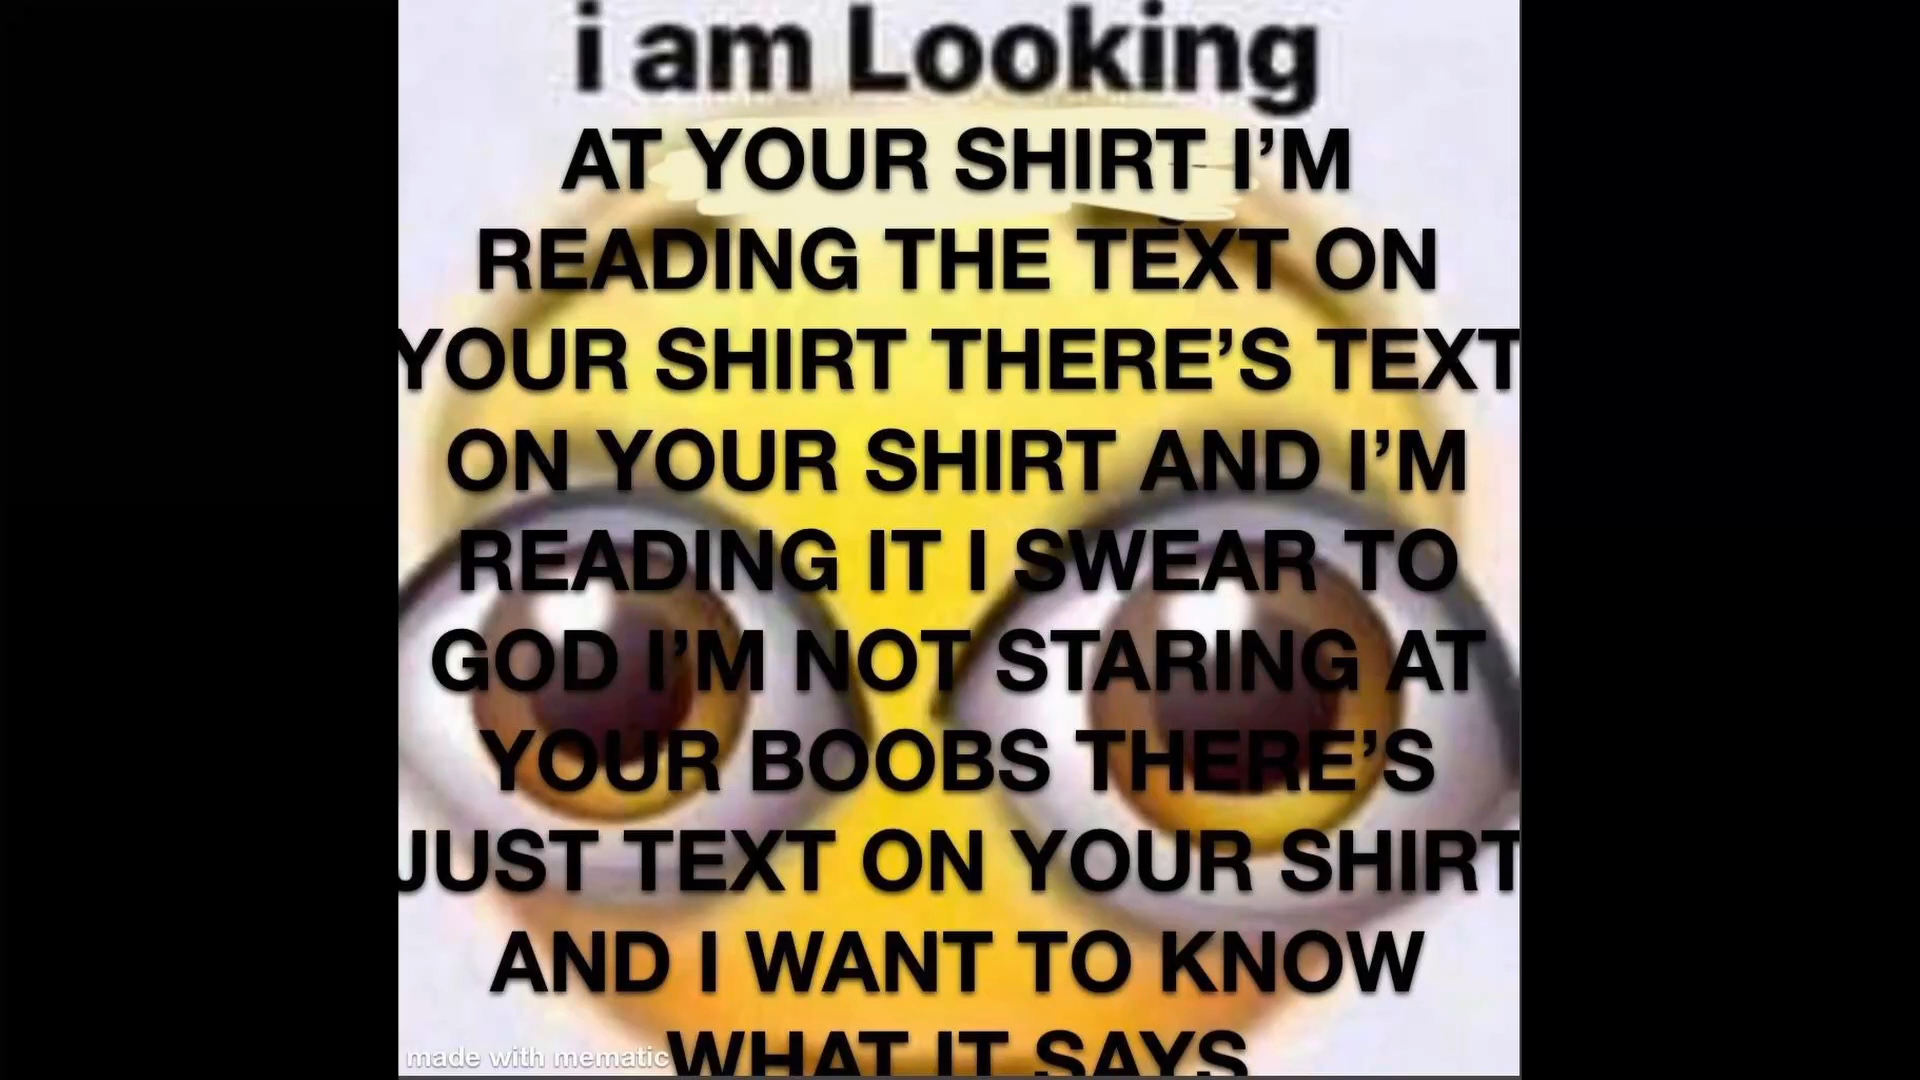 i am Looking
AT YOUR SHIRT I’M
READING THE TEXT ON
YOUR SHIRT THERE’S TEXT
ON YOUR SHIRT AND I’M
READING IT I SWEAR TO
GOD I’M NOT STARING AT
YOUR BOOBS THERE’S
JUST TEXT ON YOUR SHIRT
AND I WANT TO KNOW
WHAT IT SAYS
made with mematic